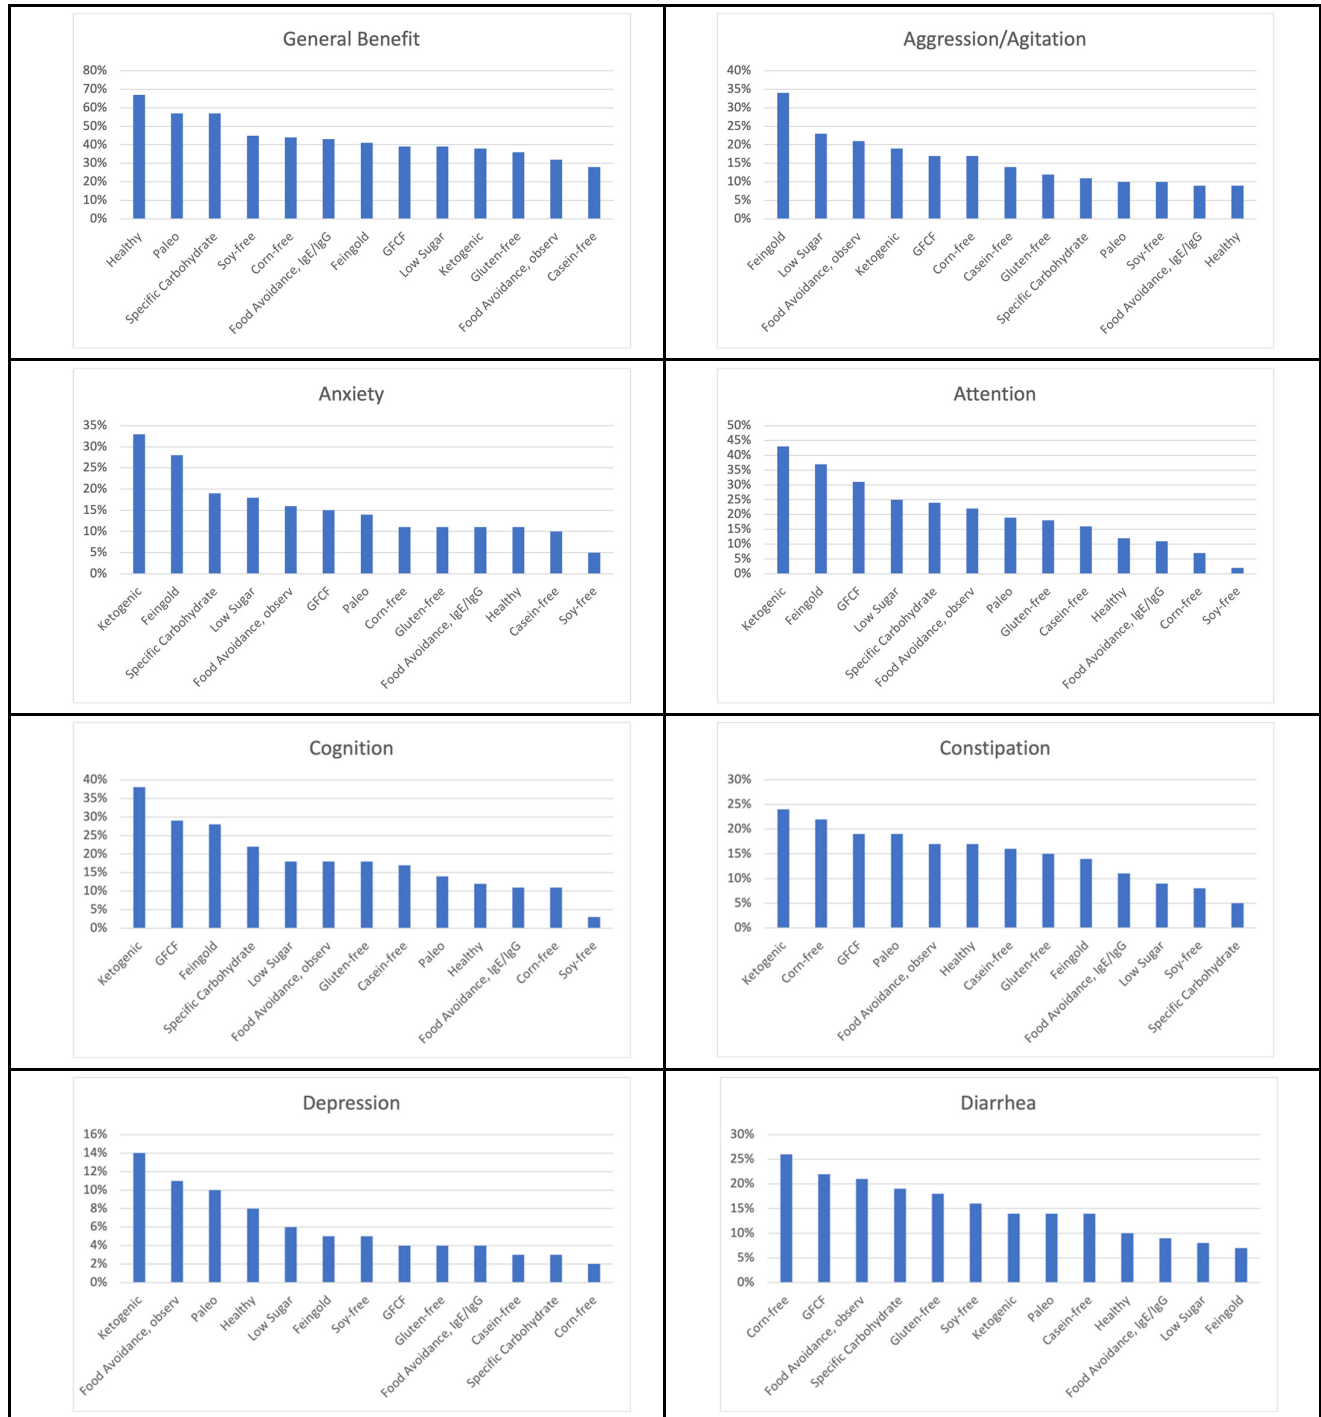 General Benefit
80%
70%
60%
50%
40%
30%
20%
10%
0%
Healthy
Paleo
Specific Carbohydrate
Soy-free
Corn-free
Food Avoidance, IgE/IgG
Feingold
GFCF
Low Sugar
Ketogenic
Gluten-free
Food Avoidance, observ
Casein-free
Aggression/Agitation
40%
35%
30%
25%
20%
15%
10%
5%
0%
Feingold
Low Sugar
Food Avoidance, observ
Ketogenic
GFCF
Corn-free
Casein-free
Gluten-free
Specific Carbohydrate
Paleo
Soy-free
Food Avoidance, IgE/IgG
Healthy
Anxiety
35%
30%
25%
20%
15%
10%
5%
0%
Ketogenic
Feingold
Specific Carbohydrate
Low Sugar
Food Avoidance, observ
GFCF
Paleo
Corn-free
Gluten-free
Food Avoidance, IgE/IgG
Healthy
Casein-free
Soy-free
Attention
50%
45%
40%
35%
30%
25%
20%
15%
10%
5%
0%
Ketogenic
Feingold
GFCF
Low Sugar
Specific Carbohydrate
Food Avoidance, observ
Paleo
Gluten-free
Casein-free
Healthy
Food Avoidance, IgE/IgG
Corn-free
Soy-free
Cognition
40%
35%
30%
25%
20%
15%
10%
5%
0%
Ketogenic
GFCF
Feingold
Specific Carbohydrate
Low Sugar
Food Avoidance, observ
Gluten-free
Casein-free
Paleo
Healthy
Food Avoidance, IgE/IgG
Corn-free
Soy-free
Constipation
30%
25%
20%
15%
10%
5%
0%
Ketogenic
Corn-free
GFCF
Paleo
Food Avoidance, observ
Healthy
Casein-free
Gluten-free
Feingold
Food Avoidance, IgE/IgG
Low Sugar
Soy-free
Specific Carbohydrate
Depression
16%
14%
12%
10%
8%
6%
4%
2%
0%
Ketogenic
Food Avoidance, observ
Paleo
Healthy
Low Sugar
Feingold
Soy-free
GFCF
Gluten-free
Food Avoidance, IgE/IgG
Casein-free
Specific Carbohydrate
Corn-free
Diarrhea
30%
25%
20%
15%
10%
5%
0%
Corn-free
GFCF
Food Avoidance, observ
Specific Carbohydrate
Gluten-free
Soy-free
Ketogenic
Paleo
Casein-free
Healthy
Food Avoidance, IgE/IgG
Low Sugar
Feingold